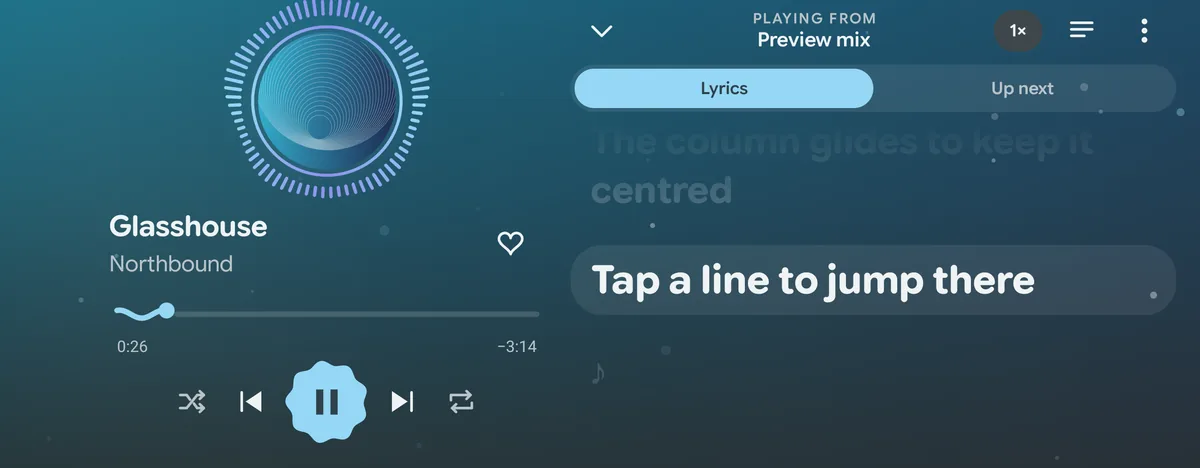 Glasshouse
Northbound
0:26
−3:14
PLAYING FROM
Preview mix
1×
Lyrics
Up next
The column glides to keep it
centred
Tap a line to jump there